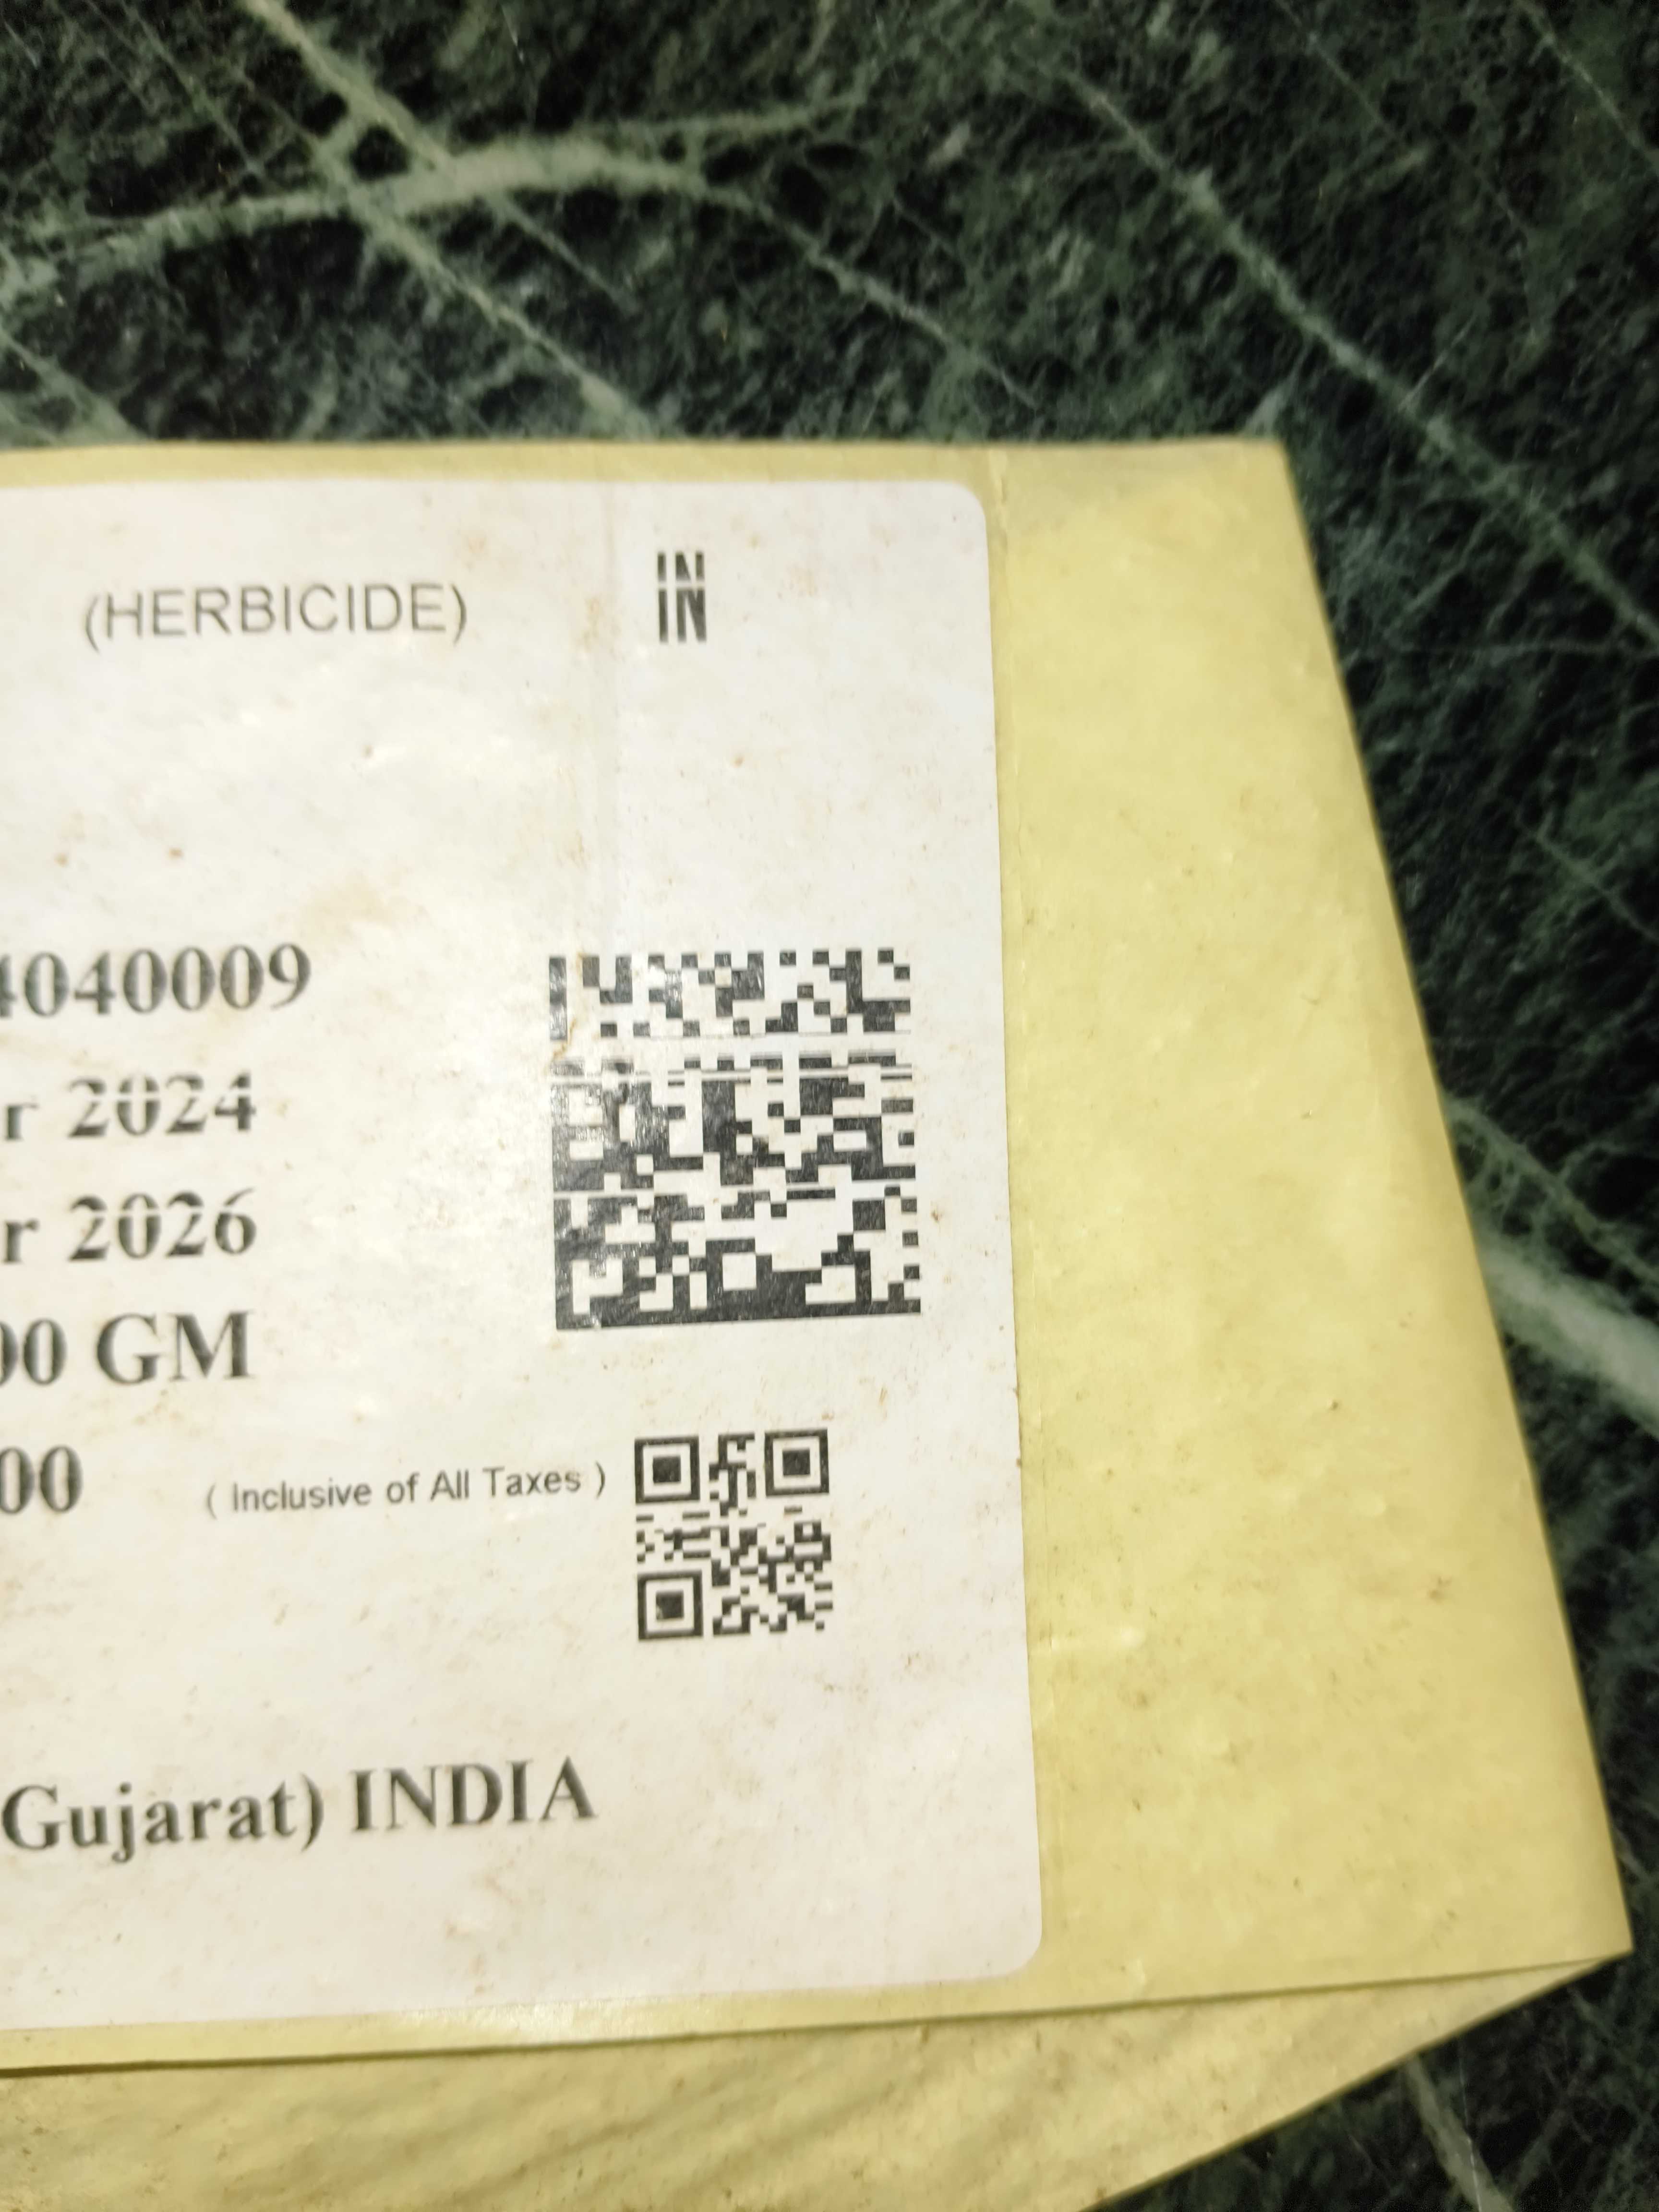 (HERBICIDE)
IN
4040009
r 2024
r 2026
00 GM
00 ( Inclusive of All Taxes )
Gujarat) INDIA